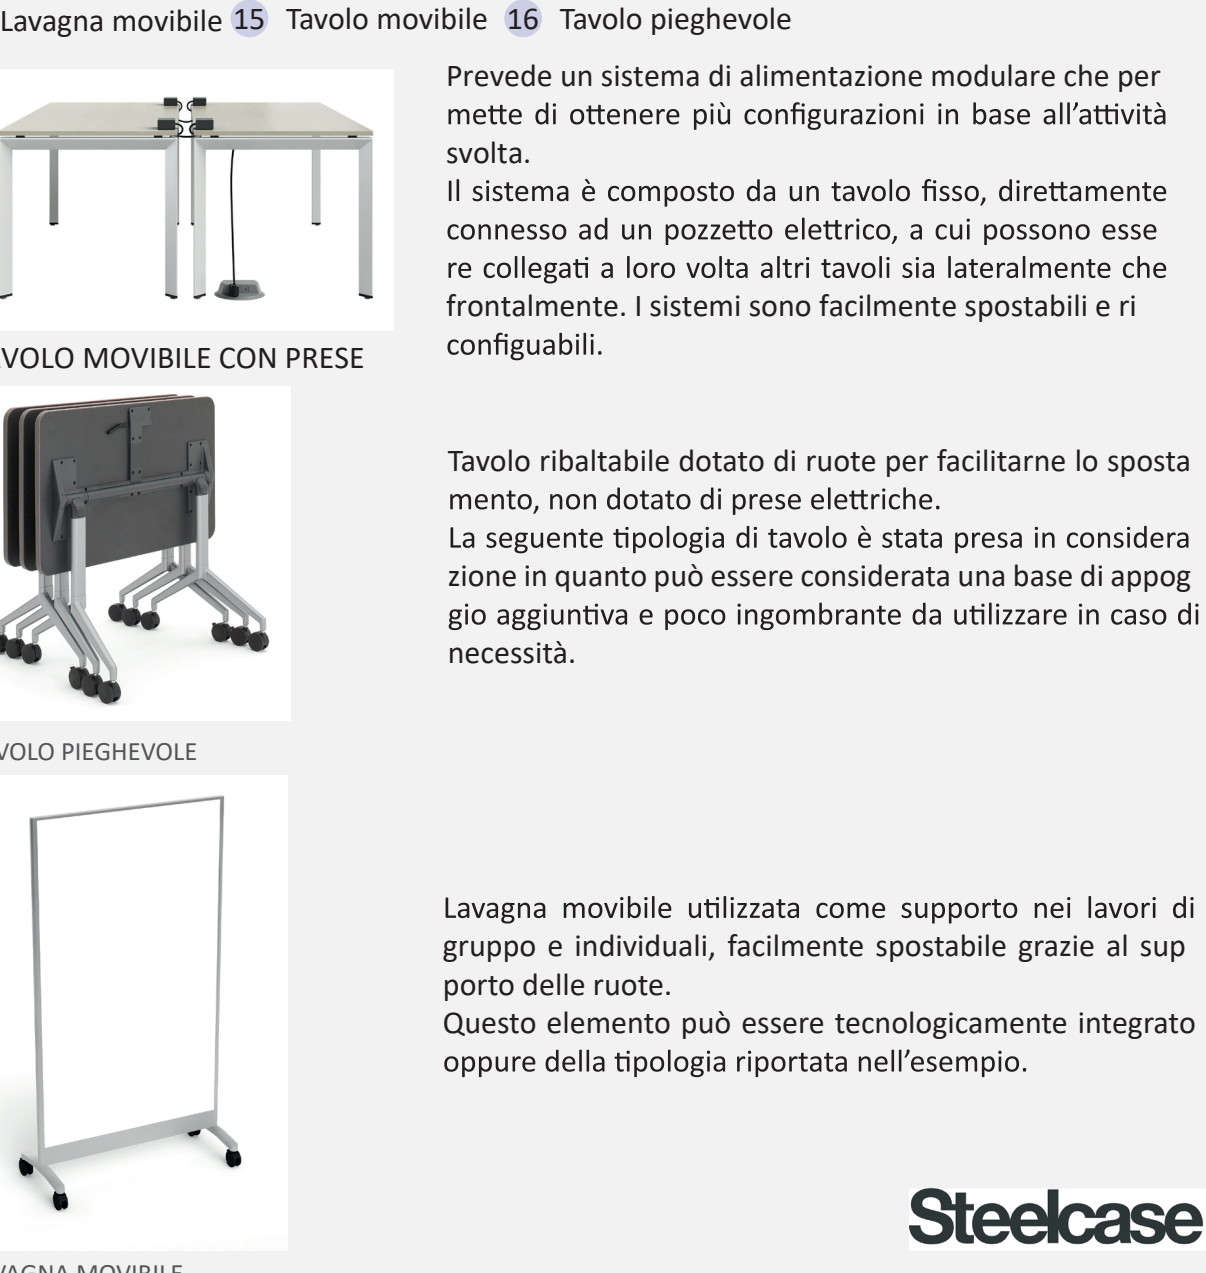 Lavagna movibile 15 Tavolo movibile 16 Tavolo pieghevole
Prevede un sistema di alimentazione modulare che per
mette di ottenere più configurazioni in base all’attività
svolta.
Il sistema è composto da un tavolo fisso, direttamente
connesso ad un pozzetto elettrico, a cui possono esse
re collegati a loro volta altri tavoli sia lateralmente che
frontalmente. I sistemi sono facilmente spostabili e ri
configuabili.
AVOLO MOVIBILE CON PRESE
Tavolo ribaltabile dotato di ruote per facilitarne lo sposta
mento, non dotato di prese elettriche.
La seguente tipologia di tavolo è stata presa in considera
zione in quanto può essere considerata una base di appog
gio aggiuntiva e poco ingombrante da utilizzare in caso di
necessità.
VOLO PIEGHEVOLE
Lavagna movibile utilizzata come supporto nei lavori di
gruppo e individuali, facilmente spostabile grazie al sup
porto delle ruote.
Questo elemento può essere tecnologicamente integrato
oppure della tipologia riportata nell’esempio.
Steelcase
VAGNA MOVIBILE